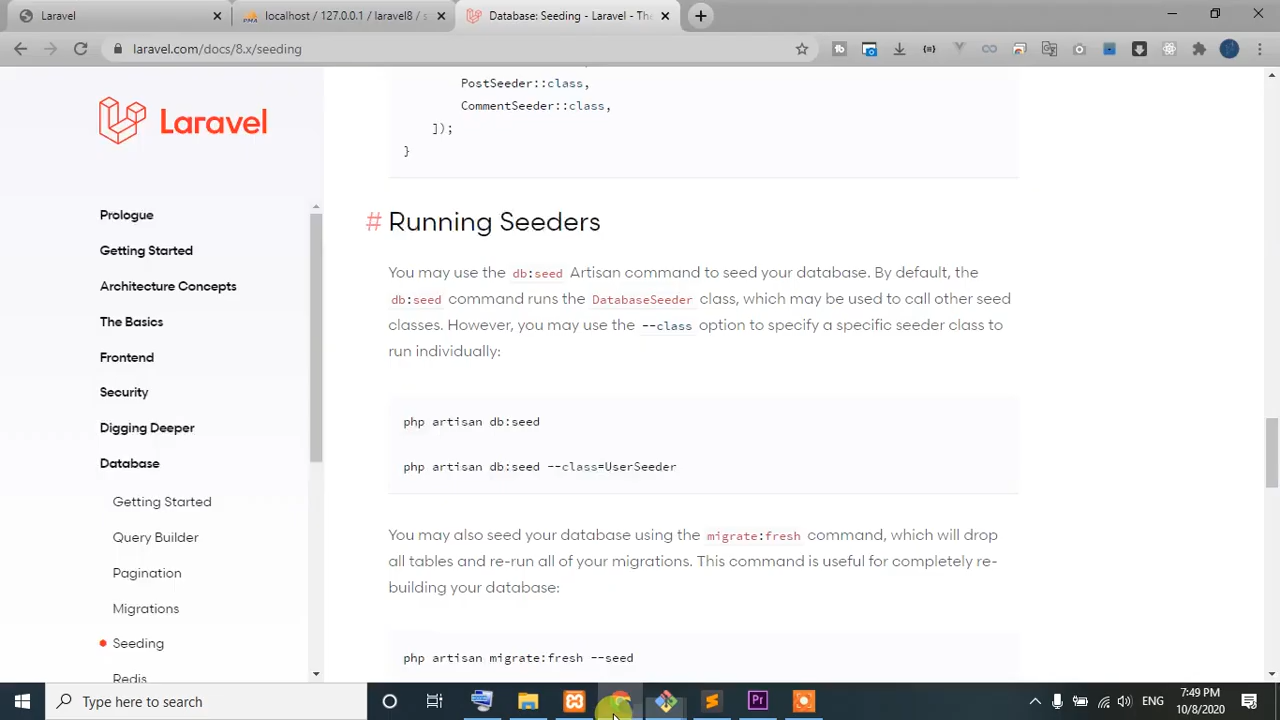 Laravel
localhost / 127.0.0.1 / laravel8 / s
Database: Seeding - Laravel - The
laravel.com/docs/8.x/seeding
Laravel
Prologue
Getting Started
Architecture Concepts
The Basics
Frontend
Security
Digging Deeper
Database
Getting Started
Query Builder
Pagination
Migrations
Seeding
Redis
PostSeeder::class,
CommentSeeder::class,
]);
}
# Running Seeders
You may use the db:seed Artisan command to seed your database. By default, the
db:seed command runs the DatabaseSeeder class, which may be used to call other seed
classes. However, you may use the --class option to specify a specific seeder class to
run individually:
php artisan db:seed
php artisan db:seed --class=UserSeeder
You may also seed your database using the migrate:fresh command, which will drop
all tables and re-run all of your migrations. This command is useful for completely re-
building your database:
php artisan migrate:fresh --seed
Type here to search
Pr
ENG
7:49 PM
10/8/2020